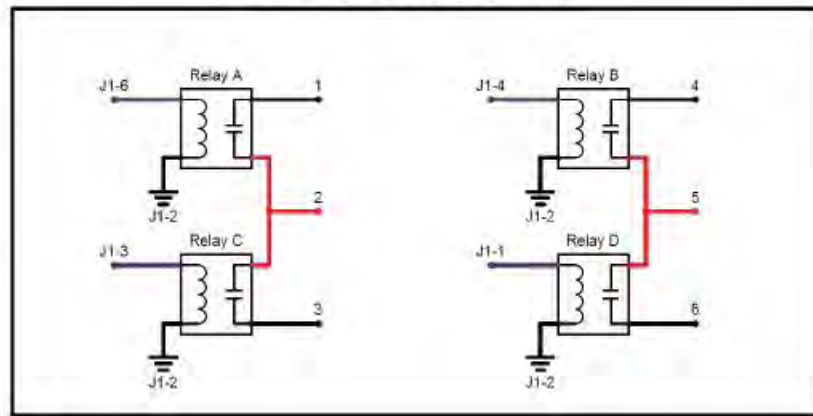 Relay A
J1-6
1
J1-2
2
J1-3
Relay C
3
J1-2
Relay B
J1-4
4
J1-2
5
J1-1
Relay D
6
J1-2